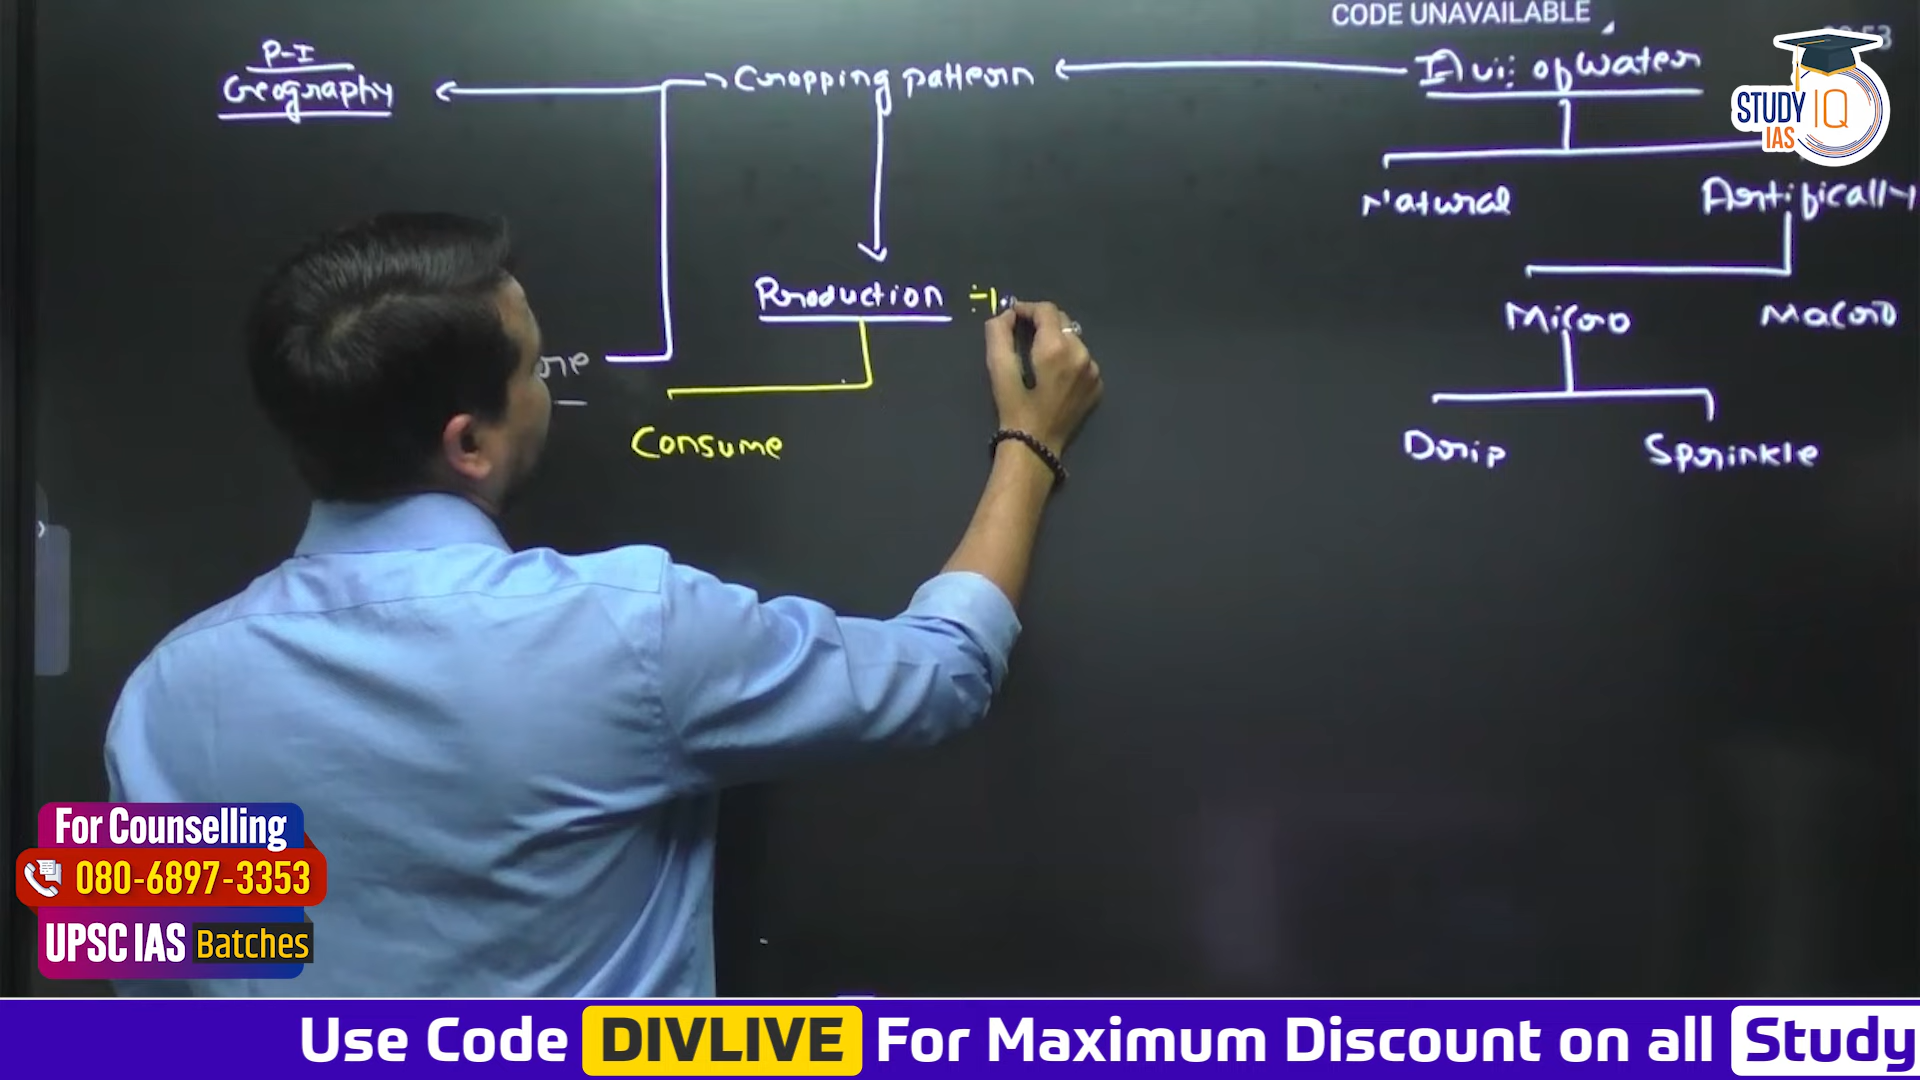 CODE UNAVAILABLE
P-I
Geography
Cropping pattern
Avi: of water
STUDY IQ
IAS
Natural
Artifically
Production :-
Micro
Macro
Consume
Drip
Sprinkle
For Counselling
080-6897-3353
UPSC IAS Batches
Use Code DIVLIVE For Maximum Discount on all Study